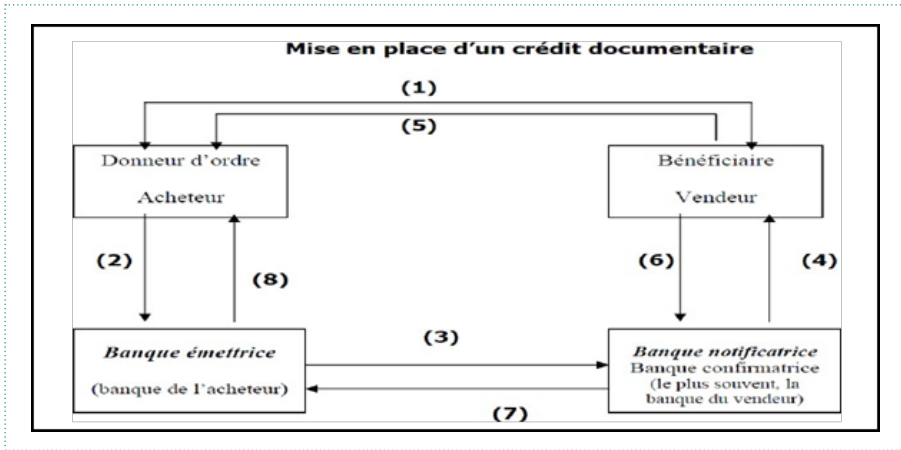 Mise en place d'un crédit documentaire
(1)
(5)
Donneur d'ordre
Acheteur
Bénéficiaire
Vendeur
(2)
(8)
(6)
(4)
(3)
Banque émettrice
(banque de l'acheteur)
Banque notificatrice
Banque confirmatrice
(le plus souvent, la
banque du vendeur)
(7)